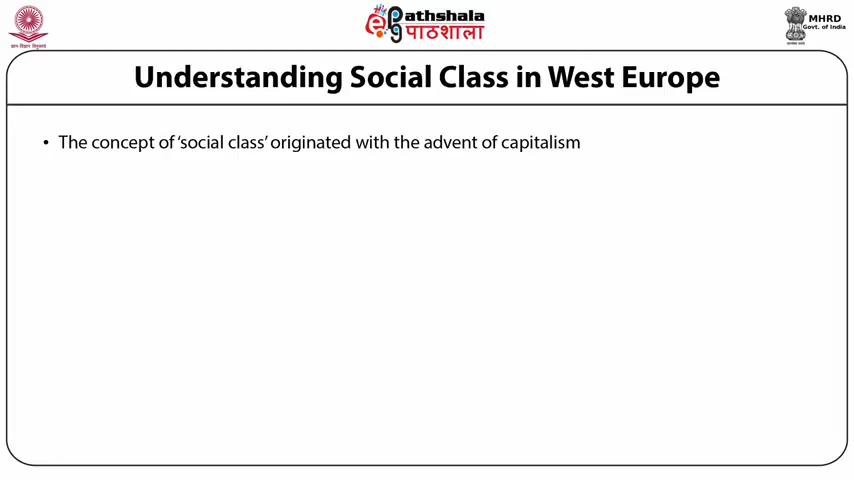 Pathshala
पाठशाला
MHRD
Govt. of India
Understanding Social Class in West Europe
• The concept of ‘social class’ originated with the advent of capitalism